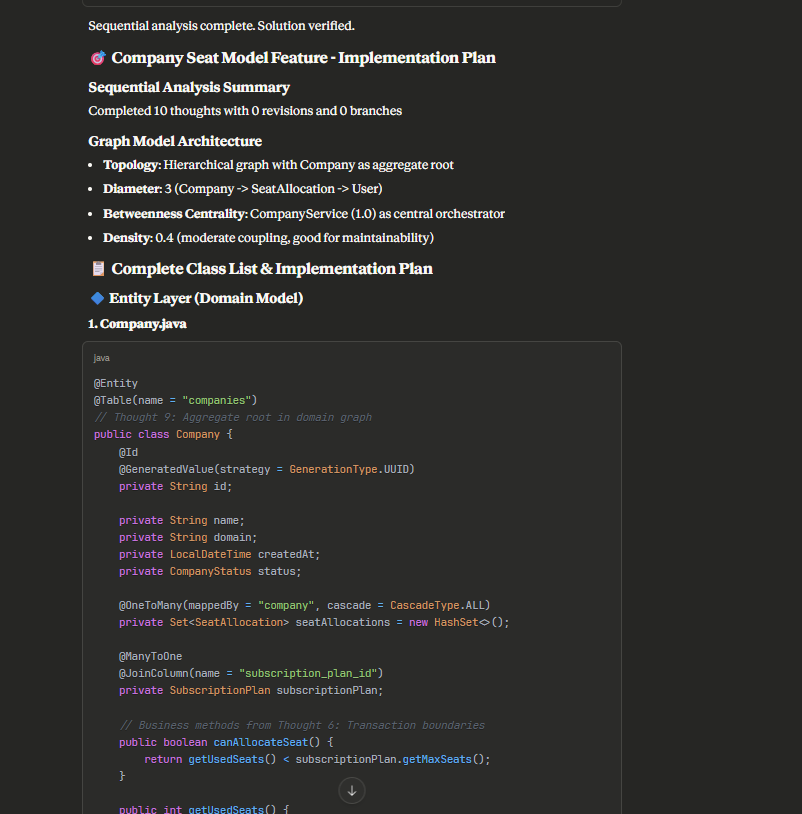 Sequential analysis complete. Solution verified.
🎯 Company Seat Model Feature - Implementation Plan
Sequential Analysis Summary
Completed 10 thoughts with 0 revisions and 0 branches
Graph Model Architecture
• Topology: Hierarchical graph with Company as aggregate root
• Diameter: 3 (Company -> SeatAllocation -> User)
• Betweenness Centrality: CompanyService (1.0) as central orchestrator
• Density: 0.4 (moderate coupling, good for maintainability)
📋 Complete Class List & Implementation Plan
🔷 Entity Layer (Domain Model)
1. Company.java
java
@Entity
@Table(name = "companies")
// Thought 9: Aggregate root in domain graph
public class Company {
    @Id
    @GeneratedValue(strategy = GenerationType.UUID)
    private String id;
    private String name;
    private String domain;
    private LocalDateTime createdAt;
    private CompanyStatus status;
    @OneToMany(mappedBy = "company", cascade = CascadeType.ALL)
    private Set<SeatAllocation> seatAllocations = new HashSet<>();
    @ManyToOne
    @JoinColumn(name = "subscription_plan_id")
    private SubscriptionPlan subscriptionPlan;
    // Business methods from Thought 6: Transaction boundaries
    public boolean canAllocateSeat() {
        return getUsedSeats() < subscriptionPlan.getMaxSeats();
    }
    public int getUsedSeats() {